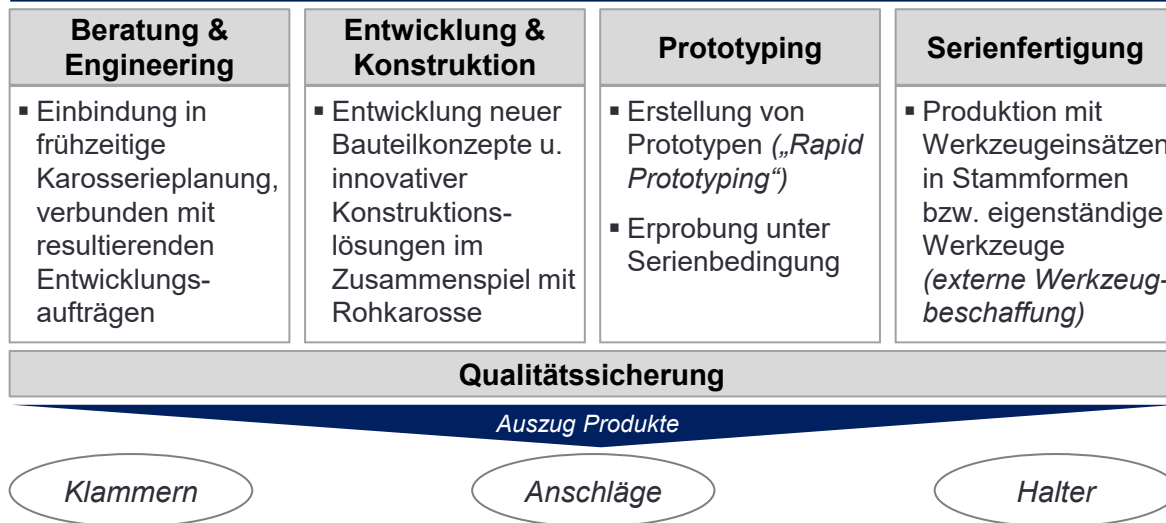 Beratung &
Engineering
▪ Einbindung in
frühzeitige
Karosserieplanung,
verbunden mit
resultierenden
Entwicklungs-
aufträgen
Entwicklung &
Konstruktion
▪ Entwicklung neuer
Bauteilkonzepte u.
innovativer
Konstruktions-
lösungen im
Zusammenspiel mit
Rohkarosse
Prototyping
▪ Erstellung von
Prototypen („Rapid
Prototyping“)
▪ Erprobung unter
Serienbedingung
Serienfertigung
▪ Produktion mit
Werkzeugeinsätzen
in Stammformen
bzw. eigenständige
Werkzeuge
(externe Werkzeug-
beschaffung)
Qualitätssicherung
Auszug Produkte
Klammern
Anschläge
Halter